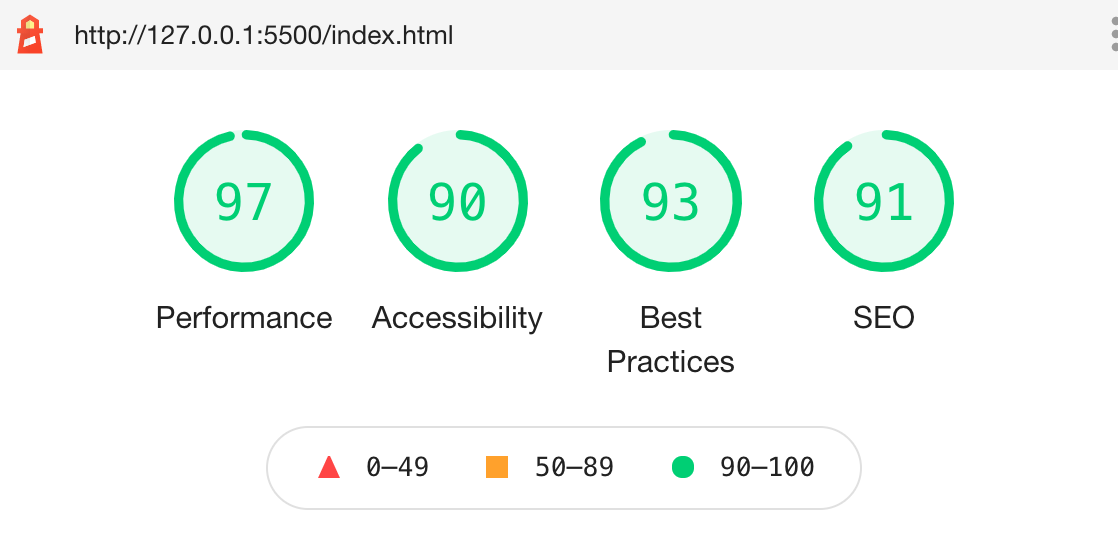 http://127.0.0.1:5500/index.html
97
90
93
91
Performance
Accessibility
Best
Practices
SEO
0–49
50–89
90–100